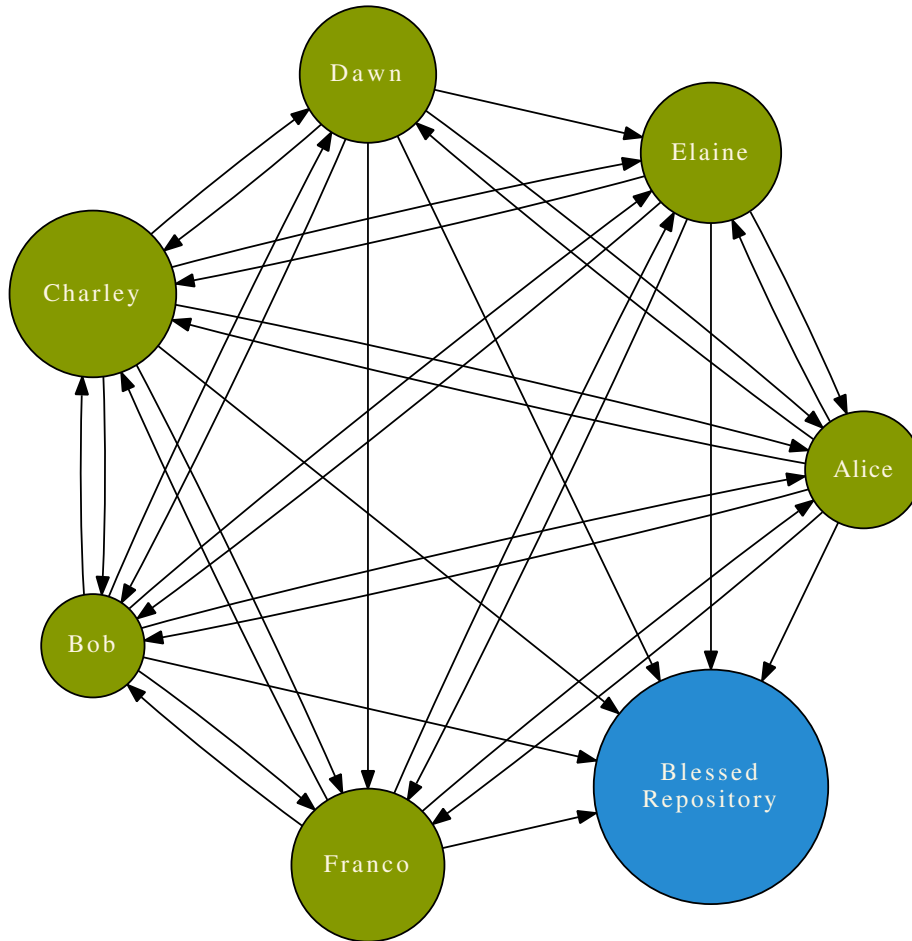 Dawn
Elaine
Charley
Alice
Bob
Blessed
Repository
Franco